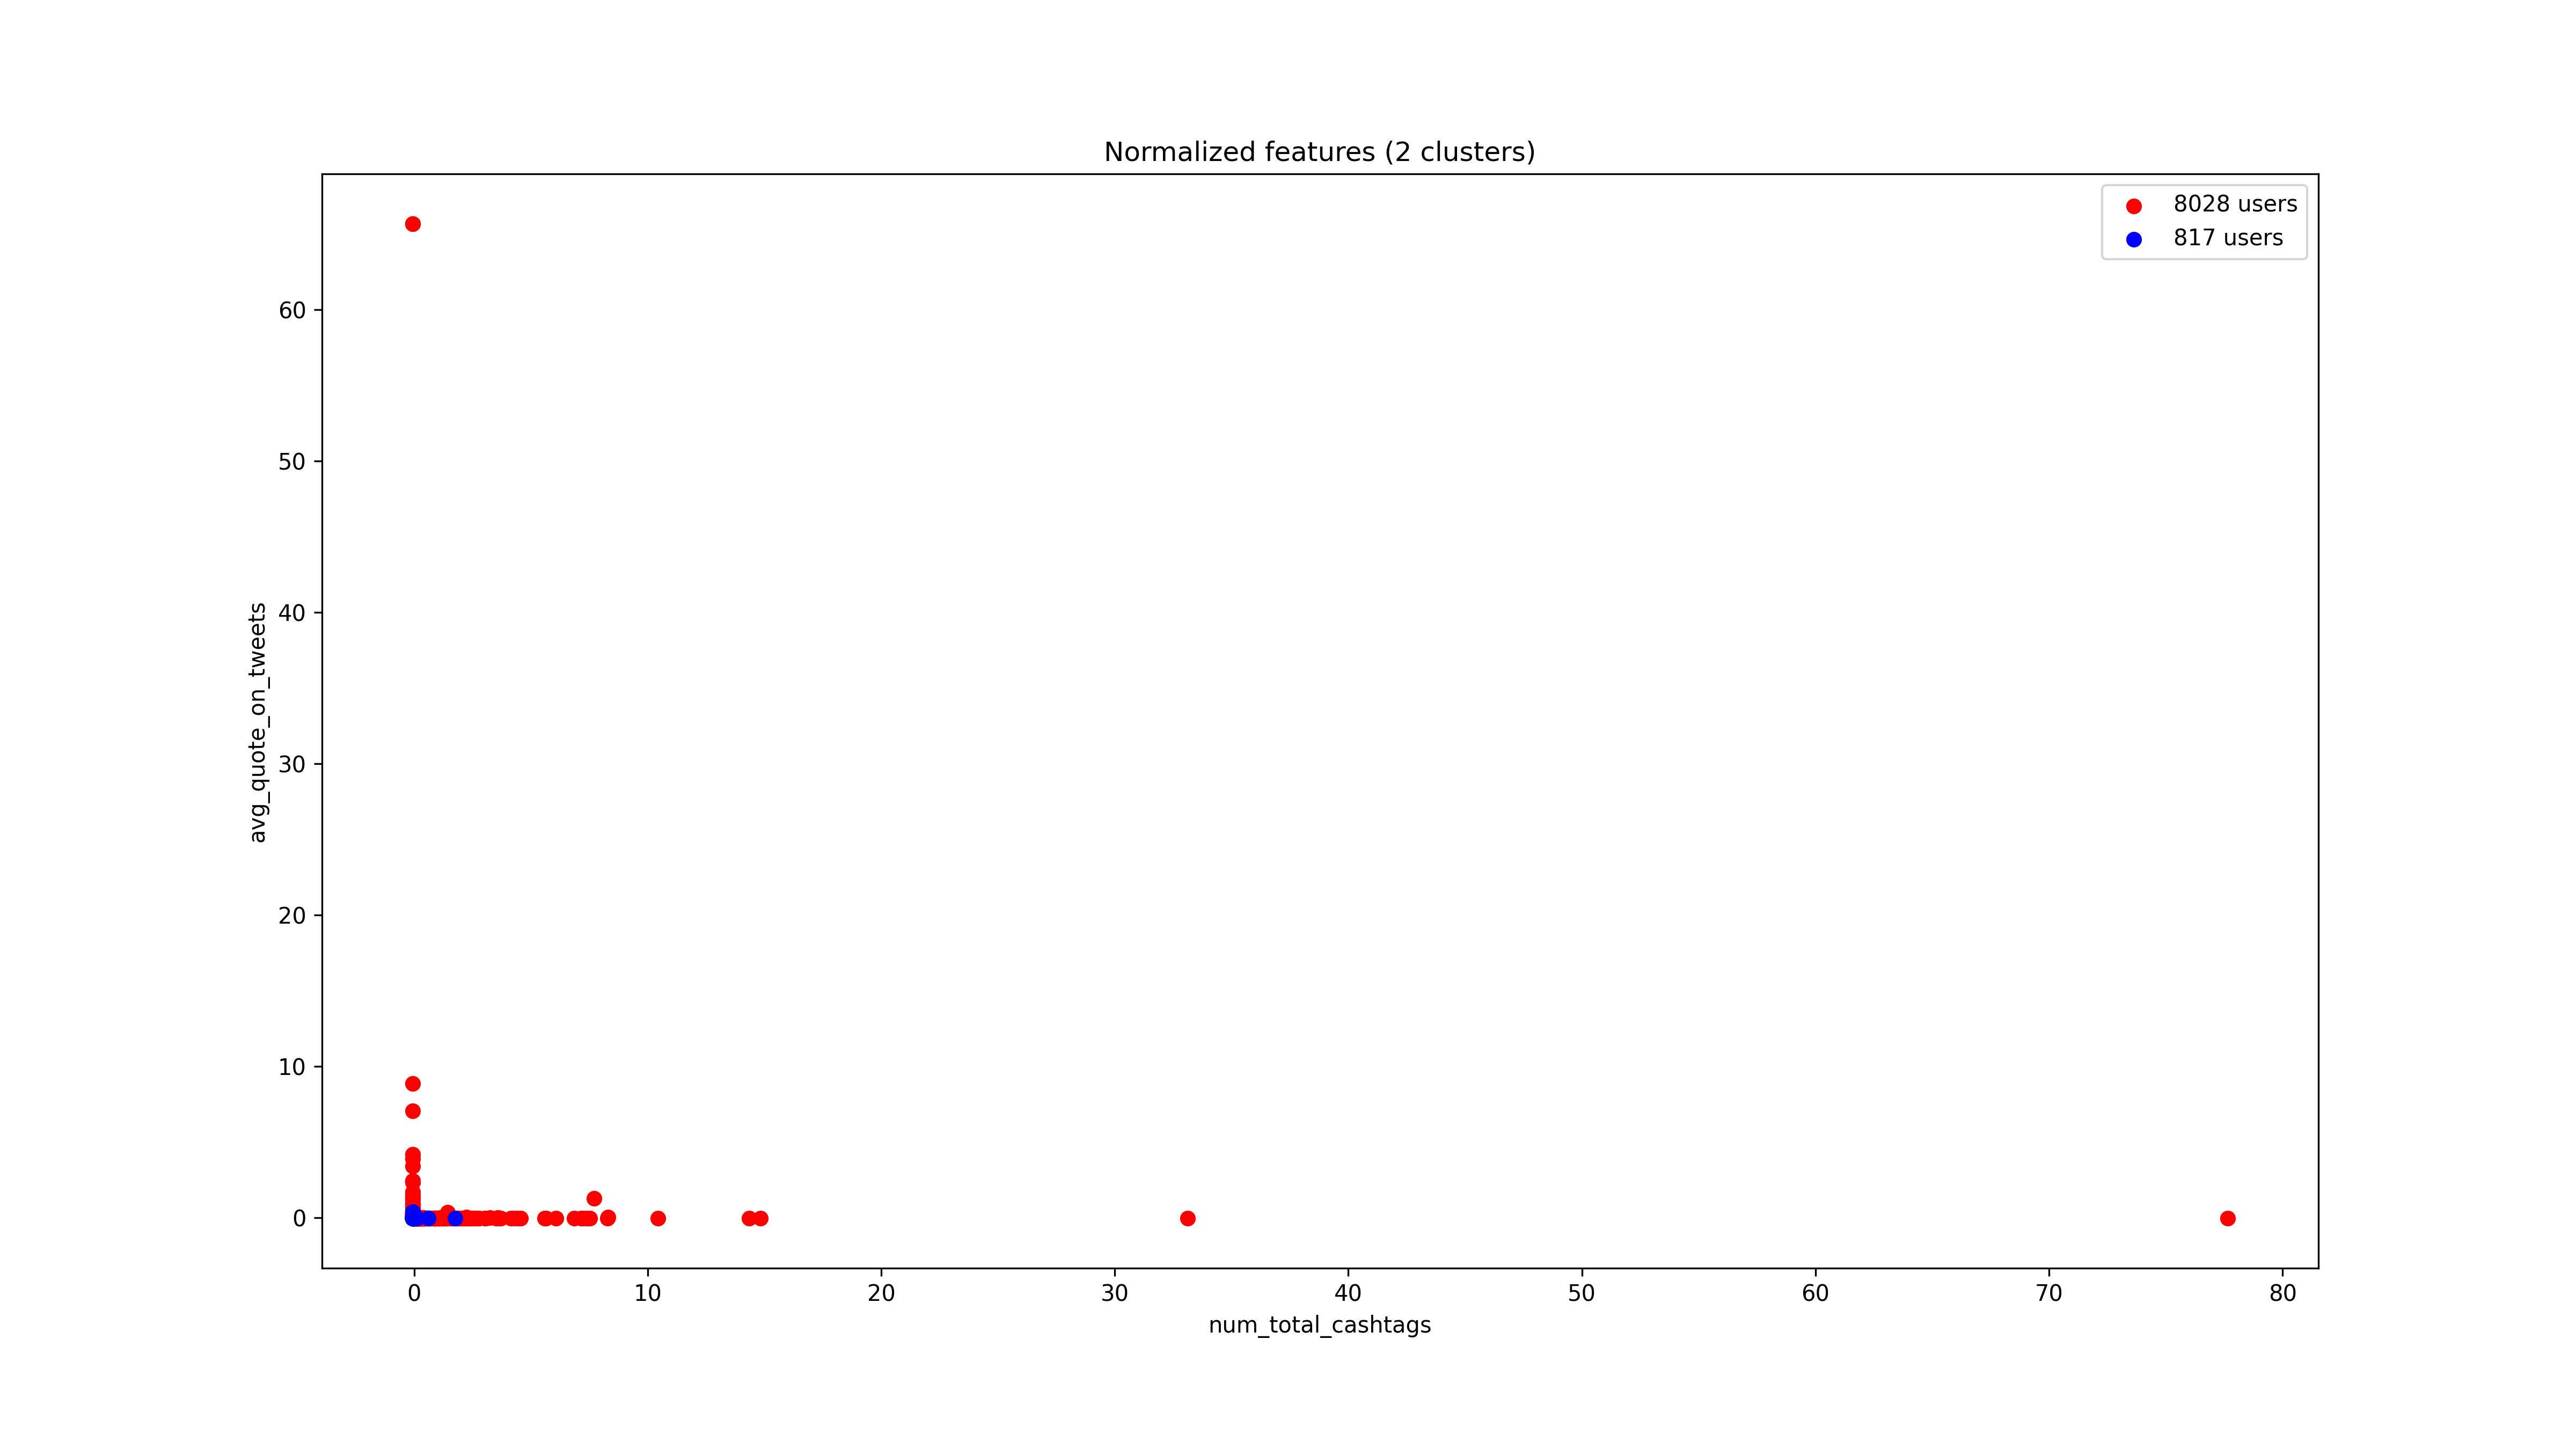 Normalized features (2 clusters)
8028 users
817 users
60
50
40
30
20
10
0
avg_quote_on_tweets
0 10 20 30 40 50 60 70 80
num_total_cashtags